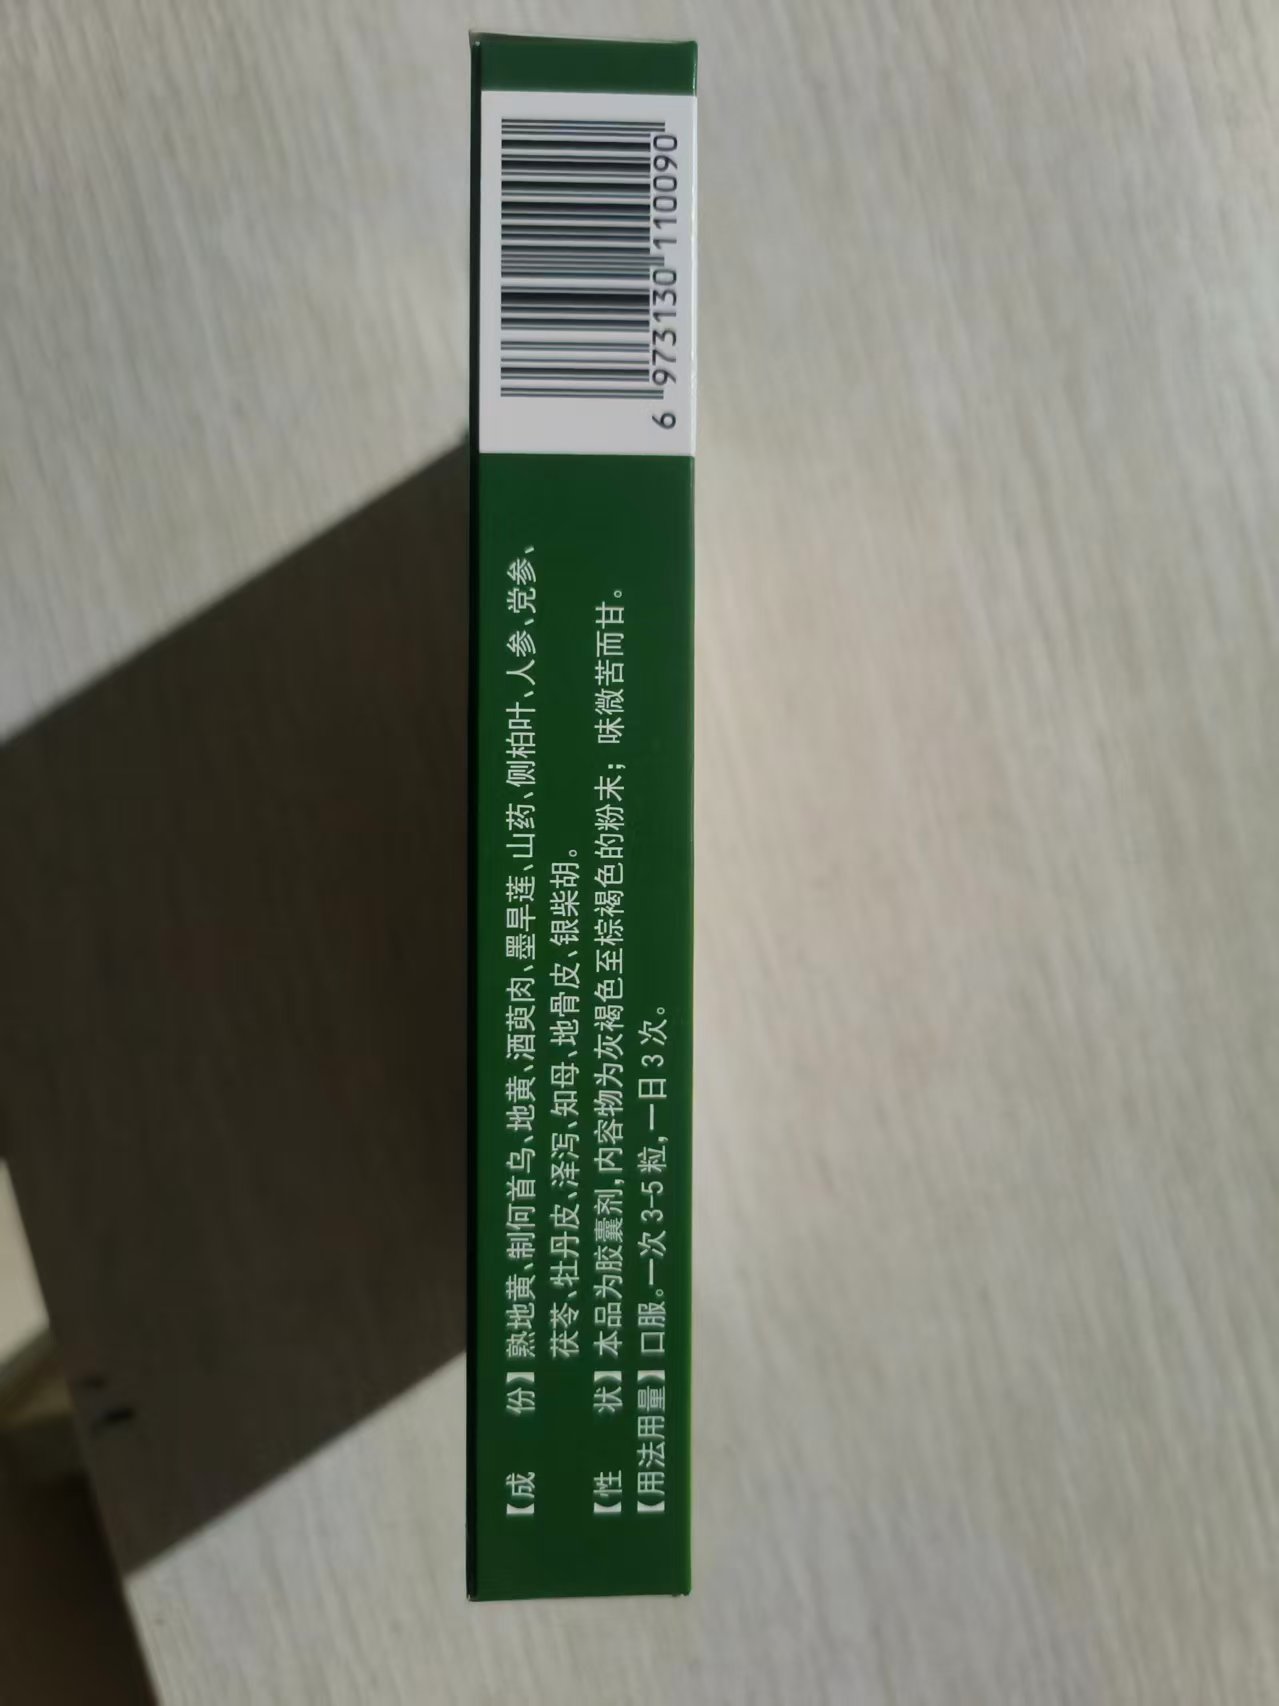 【成 份】熟地黄、制何首乌、地黄、酒萸肉、墨旱莲、山药、侧柏叶、人参、党参、
茯苓、牡丹皮、泽泻、知母、地骨皮、银柴胡。
【性 状】本品为胶囊剂,内容物为灰褐色至棕褐色的粉末；味微苦而甘。
【用法用量】口服。一次3-5粒,一日3次。
6 973130 110090